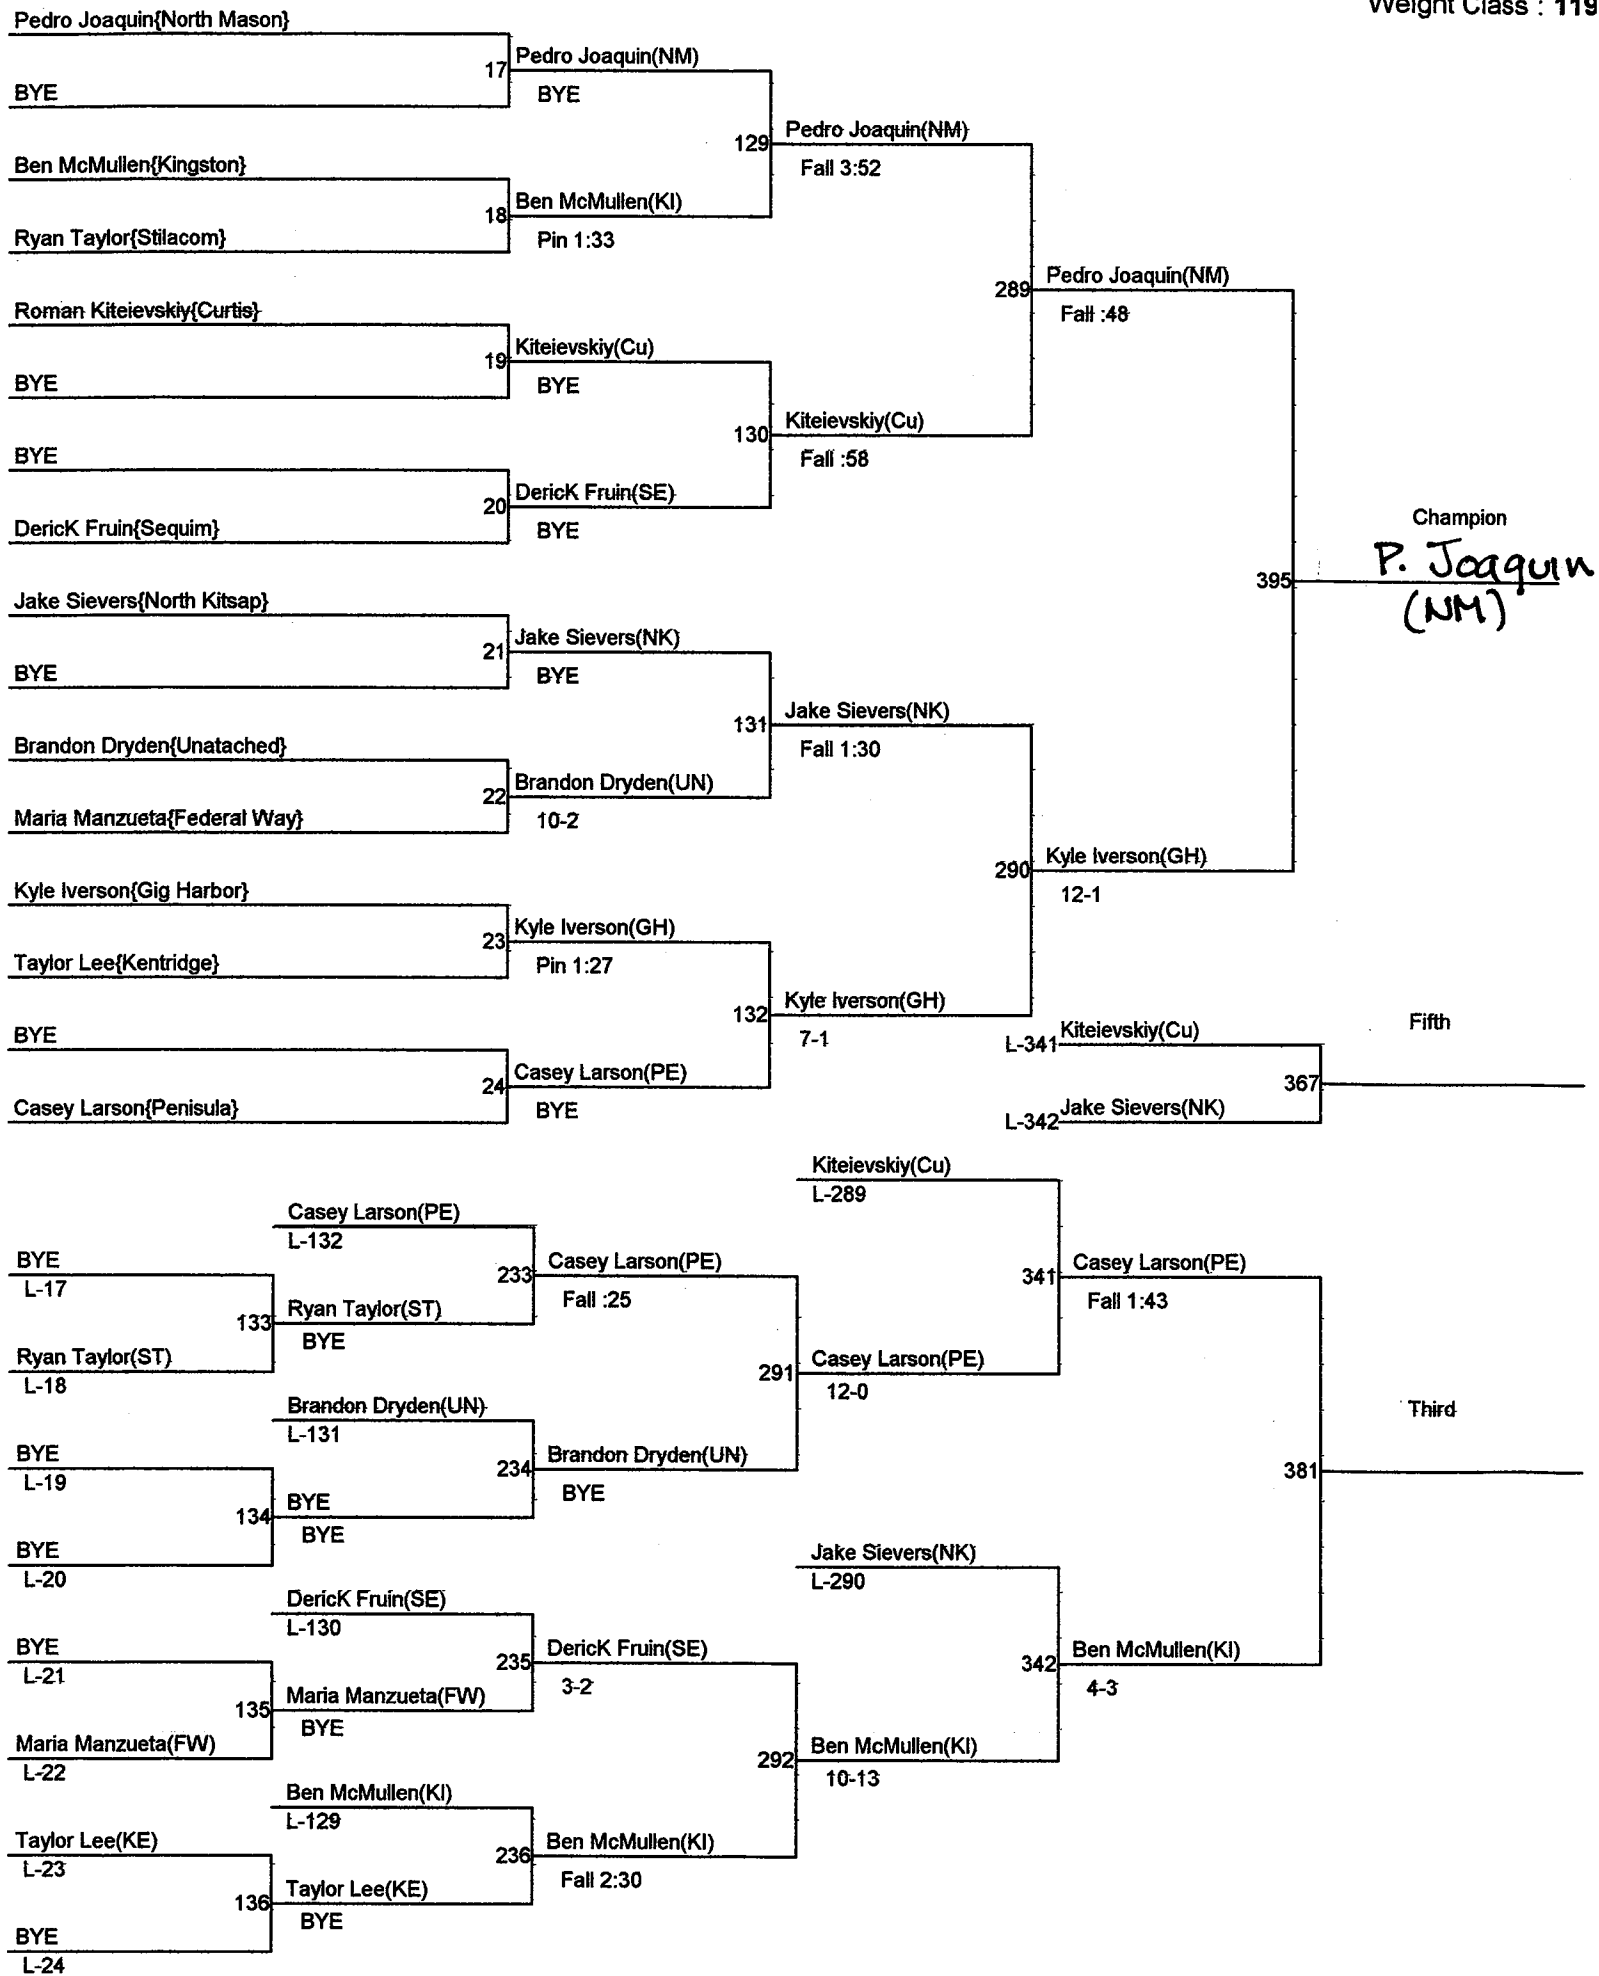 Weight Class : 119
Pedro Joaquin{North Mason}
17
Pedro Joaquin(NM)
BYE
BYE
129
Pedro Joaquin(NM)
Fall 3:52
Ben McMullen{Kingston}
18
Ben McMullen(KI)
Ryan Taylor{Stilacom}
Pin 1:33
289
Pedro Joaquin(NM)
Fall :48
Roman Kiteievskiy{Curtis}
19
Kiteievskiy(Cu)
BYE
BYE
130
Kiteievskiy(Cu)
Fall :58
BYE
20
DericK Fruin(SE)
DericK Fruin{Sequim}
BYE
Champion
395
P. Joaquin
(NM)
Jake Sievers{North Kitsap}
21
Jake Sievers(NK)
BYE
BYE
131
Jake Sievers(NK)
Fall 1:30
Brandon Dryden{Unatached}
22
Brandon Dryden(UN)
Maria Manzueta{Federal Way}
10-2
290
Kyle Iverson(GH)
12-1
Kyle Iverson{Gig Harbor}
23
Kyle Iverson(GH)
Taylor Lee{Kentridge}
Pin 1:27
132
Kyle Iverson(GH)
7-1
BYE
24
Casey Larson(PE)
Casey Larson{Penisula}
BYE
Fifth
L-341
Kiteievskiy(Cu)
367
L-342
Jake Sievers(NK)
Kiteievskiy(Cu)
L-289
Casey Larson(PE)
L-132
BYE
L-17
233
Casey Larson(PE)
Fall :25
341
Casey Larson(PE)
Fall 1:43
133
Ryan Taylor(ST)
BYE
Ryan Taylor(ST)
L-18
291
Casey Larson(PE)
12-0
Brandon Dryden(UN)
L-131
Third
BYE
L-19
234
Brandon Dryden(UN)
BYE
381
134
BYE
BYE
BYE
L-20
Jake Sievers(NK)
L-290
DericK Fruin(SE)
L-130
BYE
L-21
235
DericK Fruin(SE)
3-2
342
Ben McMullen(KI)
4-3
135
Maria Manzueta(FW)
BYE
Maria Manzueta(FW)
L-22
292
Ben McMullen(KI)
10-13
Ben McMullen(KI)
L-129
Taylor Lee(KE)
L-23
236
Ben McMullen(KI)
Fall 2:30
136
Taylor Lee(KE)
BYE
BYE
L-24